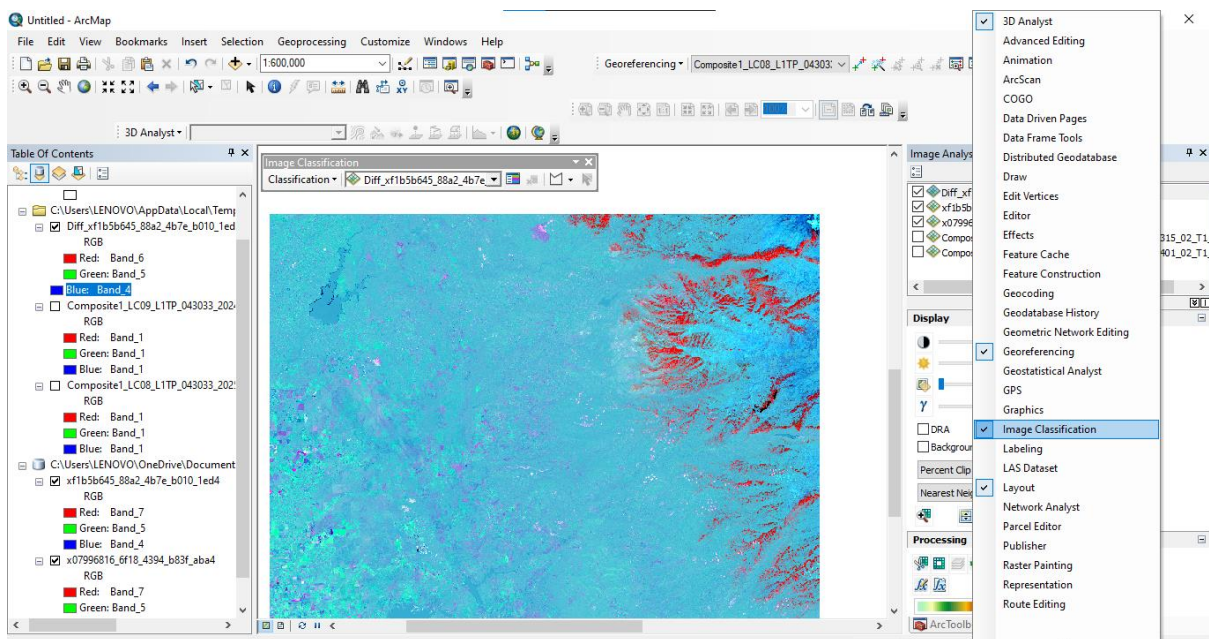 Untitled - ArcMap
File Edit View Bookmarks Insert Selection Geoprocessing Customize Windows Help
1:600,000
Georeferencing
Composite1_LC08_L1TP_04303:
3D Analyst
Table Of Contents
C:\Users\LENOVO\AppData\Local\Temp
Diff_xf1b5b645_88a2_4b7e_b010_1ed
RGB
Red: Band_6
Green: Band_5
Blue: Band_4
Composite1_LC09_L1TP_043033_202
RGB
Red: Band_1
Green: Band_1
Blue: Band_1
Composite1_LC08_L1TP_043033_202
RGB
Red: Band_1
Green: Band_1
Blue: Band_1
C:\Users\LENOVO\OneDrive\Document
xf1b5b645_88a2_4b7e_b010_1ed4
RGB
Red: Band_7
Green: Band_5
Blue: Band_4
x07996816_6f18_4394_b83f_aba4
RGB
Red: Band_7
Green: Band_5
Image Classification
Classification
Diff_xf1b5b645_88a2_4b7e_
Image Analys
Diff_xf
xf1b5b
x07996
Compos 315_02_T1_
Compos 401_02_T1_
Display
DRA
Backgrou
Percent Clip
Nearest Neig
Processing
ArcToolb
3D Analyst
Advanced Editing
Animation
ArcScan
COGO
Data Driven Pages
Data Frame Tools
Distributed Geodatabase
Draw
Edit Vertices
Editor
Effects
Feature Cache
Feature Construction
Geocoding
Geodatabase History
Geometric Network Editing
Georeferencing
Geostatistical Analyst
GPS
Graphics
Image Classification
Labeling
LAS Dataset
Layout
Network Analyst
Parcel Editor
Publisher
Raster Painting
Representation
Route Editing